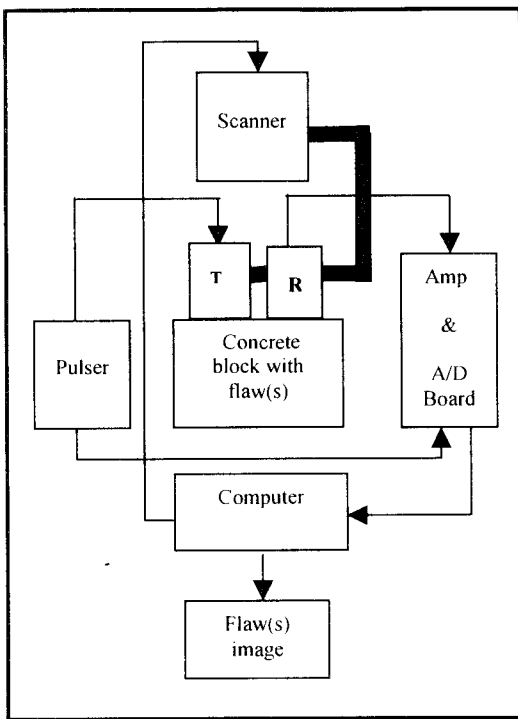 Scanner
T
R
Amp
&
A/D
Board
Pulser
Concrete
block with
flaw(s)
Computer
Flaw(s)
image